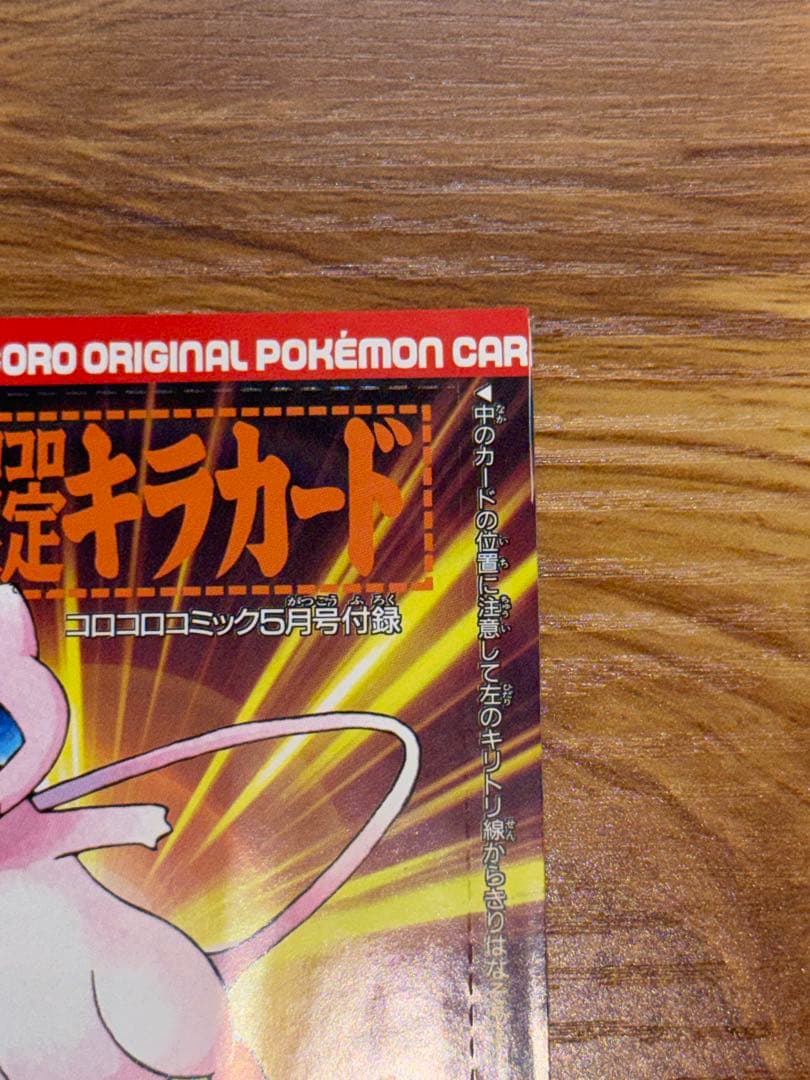 ORO ORIGINAL POKÉMON CAR
コロ
定キラカード
コロコロコミック5月号付録
◀中のカードの位置に注意して左のキリトリ線からきりはな